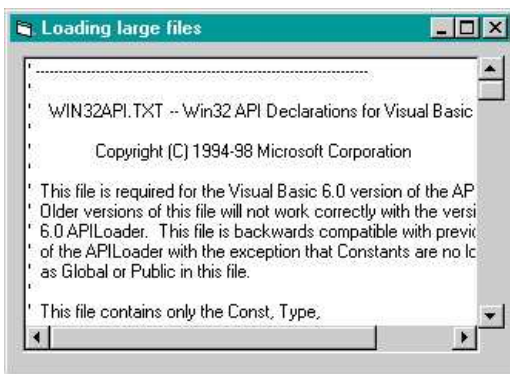 Loading large files
' ----------------------------------------------------------------
'
' WIN32API.TXT -- Win32 API Declarations for Visual Basic
'
' Copyright (C) 1994-98 Microsoft Corporation
'
' This file is required for the Visual Basic 6.0 version of the AP
' Older versions of this file will not work correctly with the versi
' 6.0 APILoader. This file is backwards compatible with previc
' of the APILoader with the exception that Constants are no lc
' as Global or Public in this file.
'
' This file contains only the Const, Type,